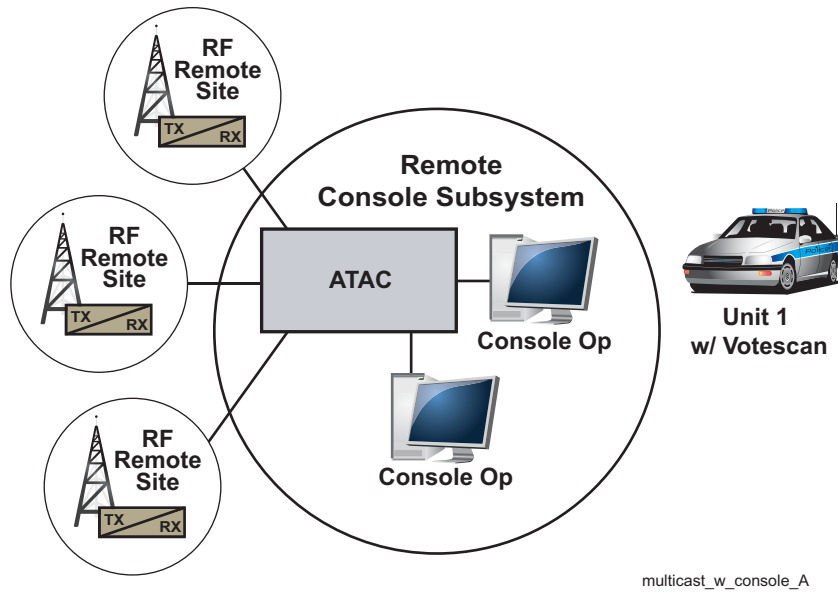 RF
Remote
Site
TX
RX
Remote
Console Subsystem
RF
Remote
Site
TX
RX
ATAC
Console Op
Unit 1
w/ Votescan
Console Op
RF
Remote
Site
TX
RX
multicast_w_console_A